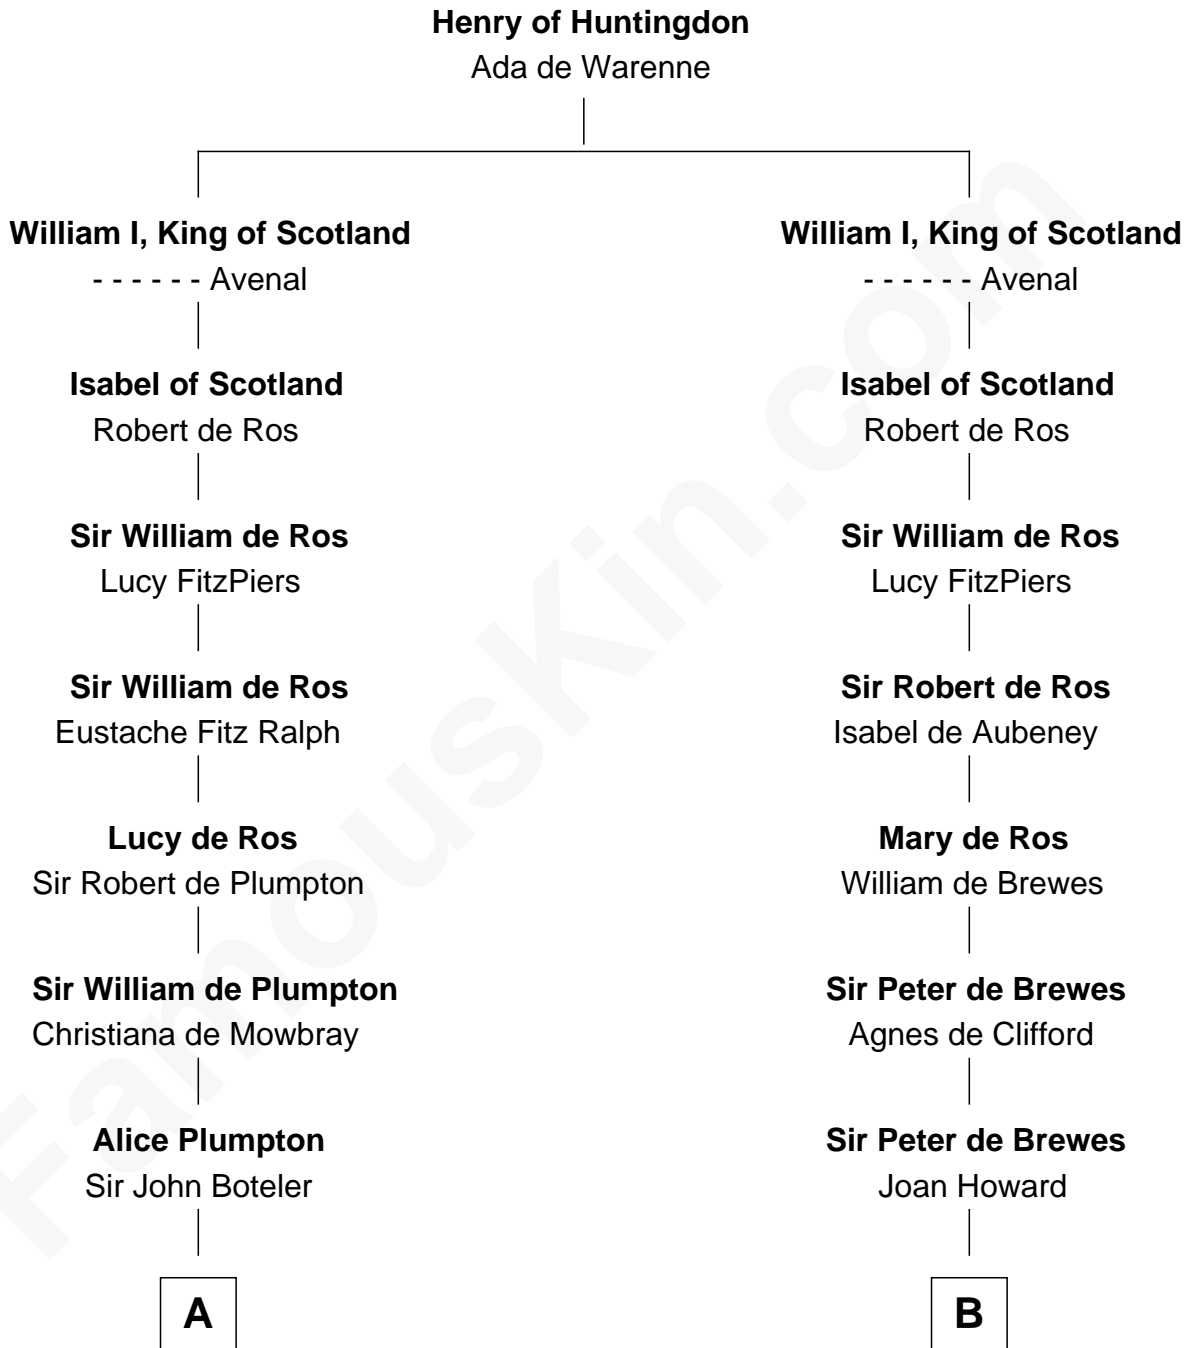 Henry of Huntingdon
Ada de Warenne
William I, King of Scotland
- - - - - - Avenal
Isabel of Scotland
Robert de Ros
Sir William de Ros
Lucy FitzPiers
Sir William de Ros
Eustache Fitz Ralph
Lucy de Ros
Sir Robert de Plumpton
Sir William de Plumpton
Christiana de Mowbray
Alice Plumpton
Sir John Boteler
A
William I, King of Scotland
- - - - - - Avenal
Isabel of Scotland
Robert de Ros
Sir William de Ros
Lucy FitzPiers
Sir Robert de Ros
Isabel de Aubeney
Mary de Ros
William de Brewes
Sir Peter de Brewes
Agnes de Clifford
Sir Peter de Brewes
Joan Howard
B
FamousKin.com